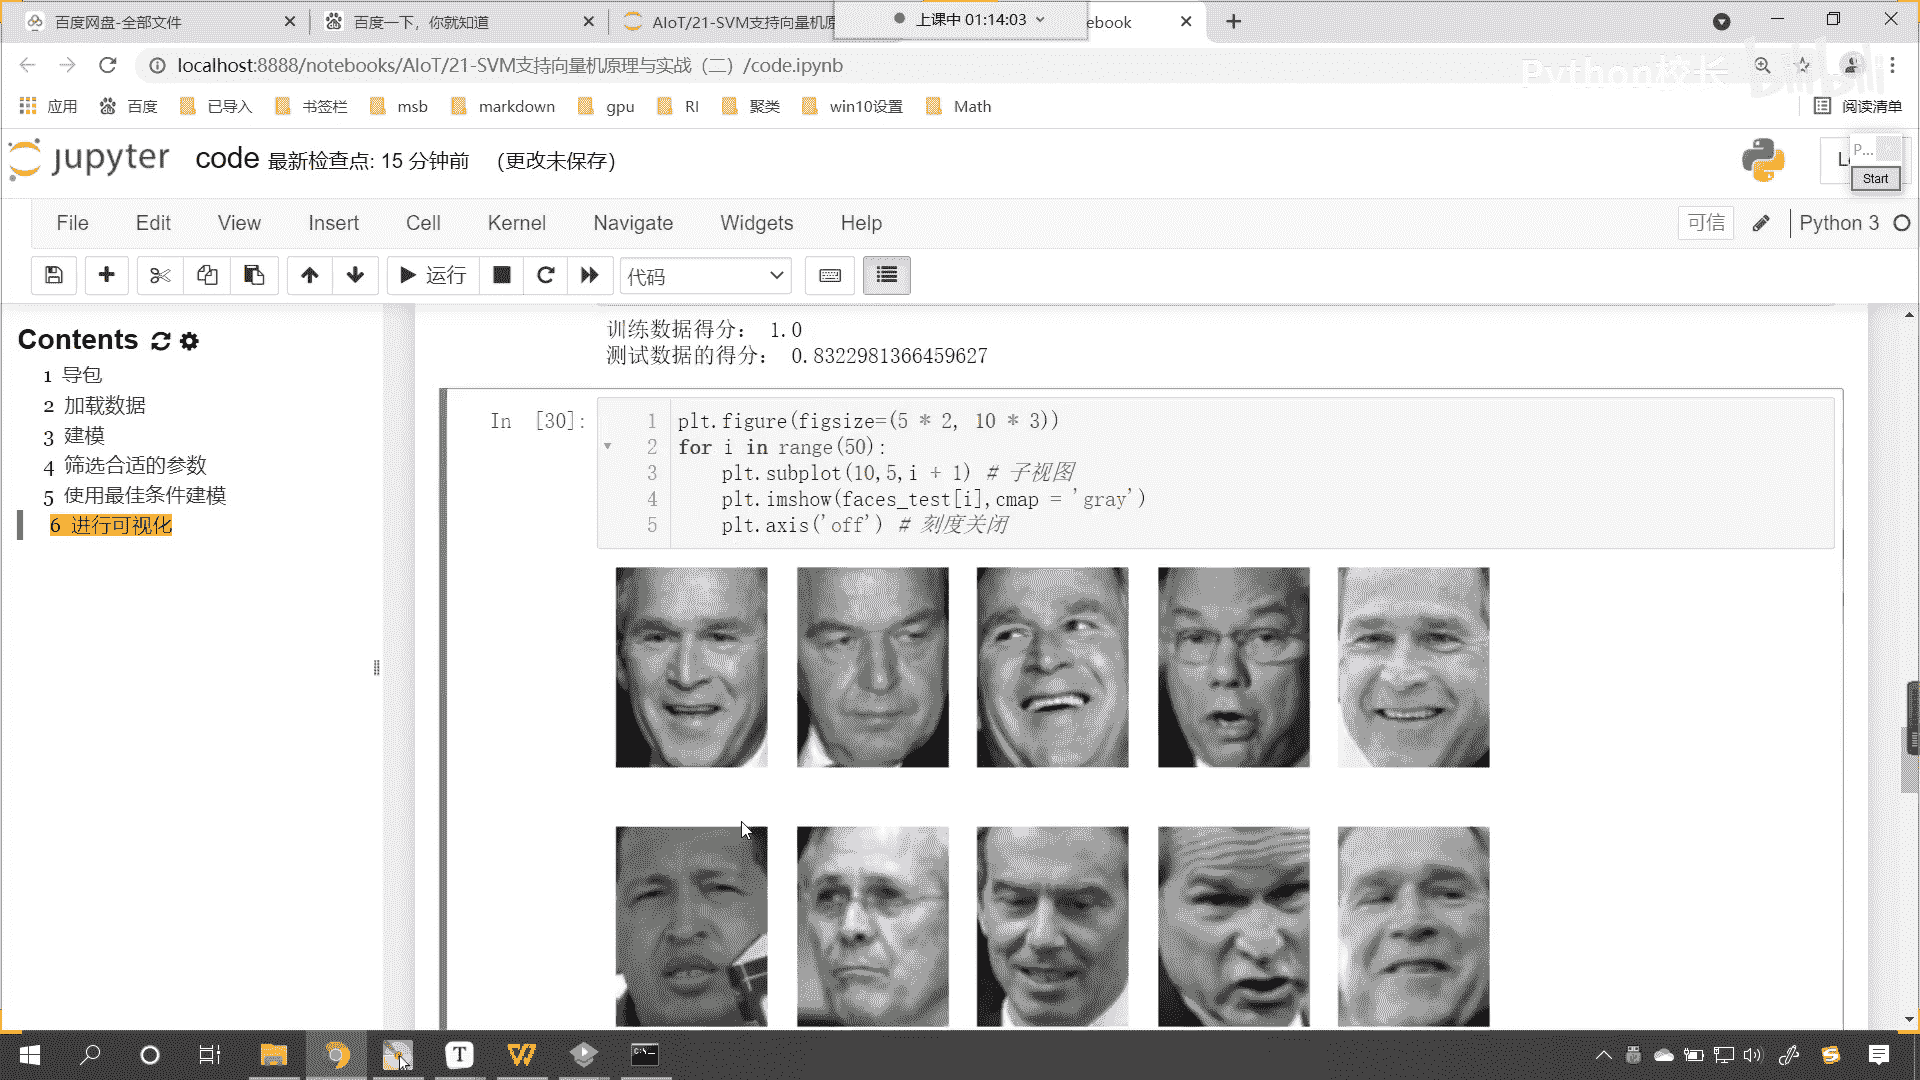 百度网盘-全部文件
百度一下，你就知道
AIoT/21-SVM支持向量机原
上课中 01:14:03
ebook
localhost:8888/notebooks/AIoT/21-SVM支持向量机原理与实战（二）/code.ipynb
Python校长
bilibili
应用 百度 已导入 书签栏 msb markdown gpu RI 聚类 win10设置 Math 阅读清单
jupyter code 最新检查点: 15 分钟前 (更改未保存)
P...
Start
File Edit View Insert Cell Kernel Navigate Widgets Help 可信 Python 3
运行 代码
Contents
1 导包
2 加载数据
3 建模
4 筛选合适的参数
5 使用最佳条件建模
6 进行可视化
训练数据得分： 1.0
测试数据的得分： 0.8322981366459627
In [30]:
1 plt.figure(figsize=(5 * 2, 10 * 3))
2 for i in range(50):
3 plt.subplot(10,5,i + 1) # 子视图
4 plt.imshow(faces_test[i],cmap = 'gray')
5 plt.axis('off') # 刻度关闭